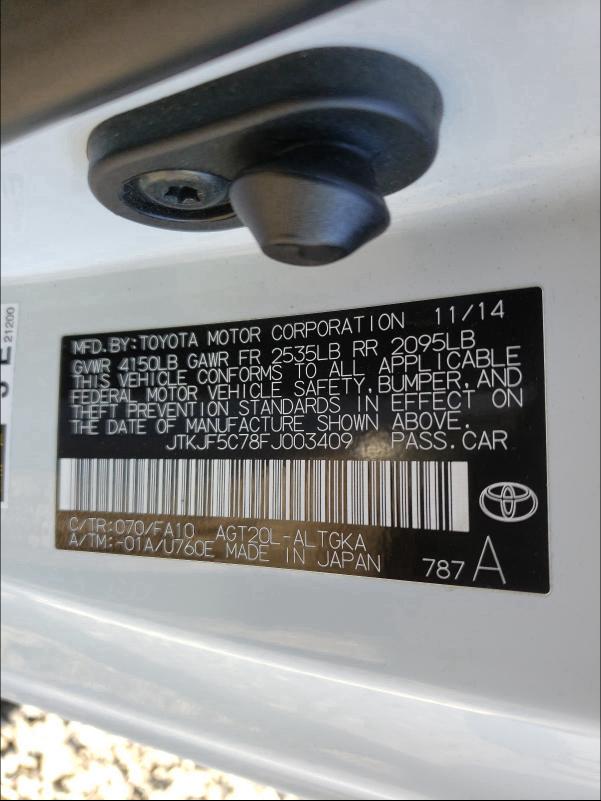 MFD.BY:TOYOTA MOTOR CORPORATION 11/14
GVWR 4150LB GAWR FR 2535LB RR 2095LB
THIS VEHICLE CONFORMS TO ALL APPLICABLE
FEDERAL MOTOR VEHICLE SAFETY,BUMPER,AND
THEFT PREVENTION STANDARDS IN EFFECT ON
THE DATE OF MANUFACTURE SHOWN ABOVE.
JTKJF5C78FJ003409 PASS.CAR
C/TR:070/FA10 AGT20L-ALTGKA
A/TM:-01A/U760E MADE IN JAPAN
787 A
21200